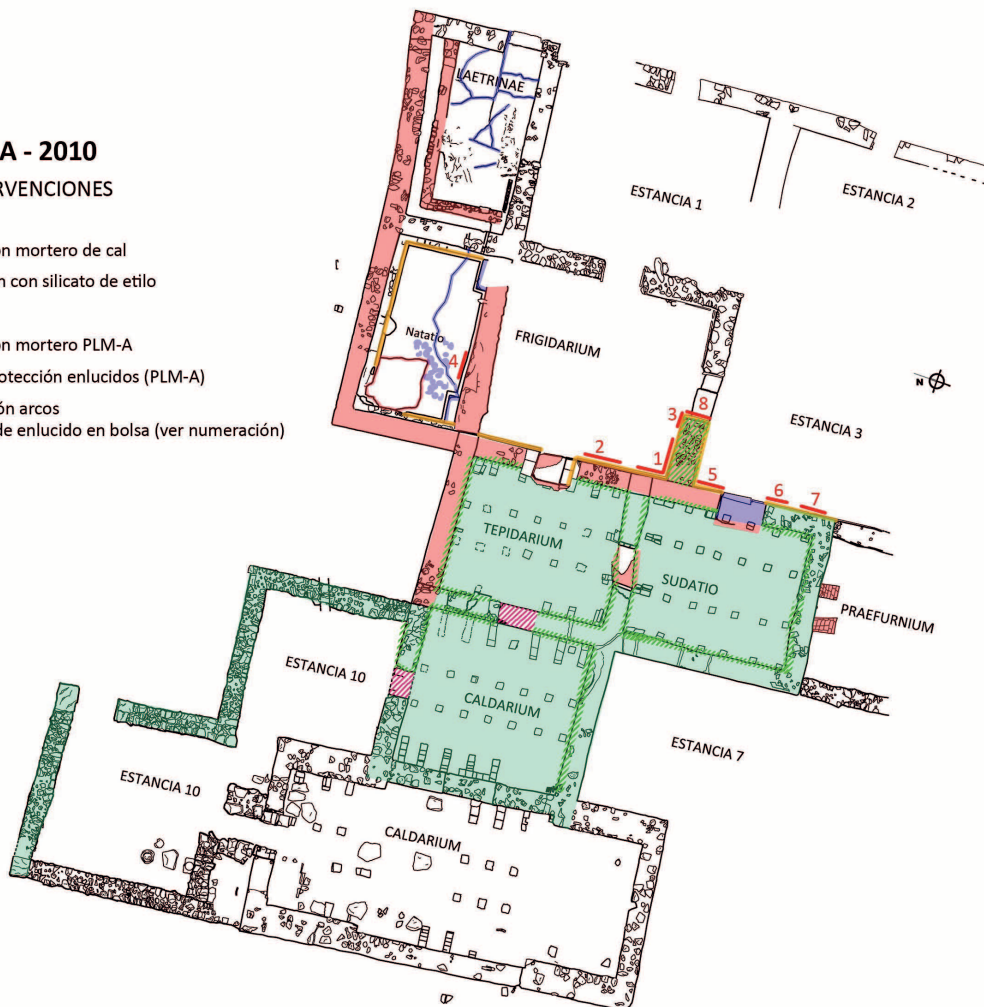 A - 2010
RVENCIONES
n mortero de cal
n con silicato de etilo
n mortero PLM-A
otección enlucidos (PLM-A)
ón arcos
de enlucido en bolsa (ver numeración)
LAETRINAE
ESTANCIA 1
ESTANCIA 2
Natatio
4
FRIGIDARIUM
N
ESTANCIA 3
3
8
2
1
5
6
7
TEPIDARIUM
SUDATIO
PRAEFURNIUM
ESTANCIA 10
CALDARIUM
ESTANCIA 7
ESTANCIA 10
CALDARIUM